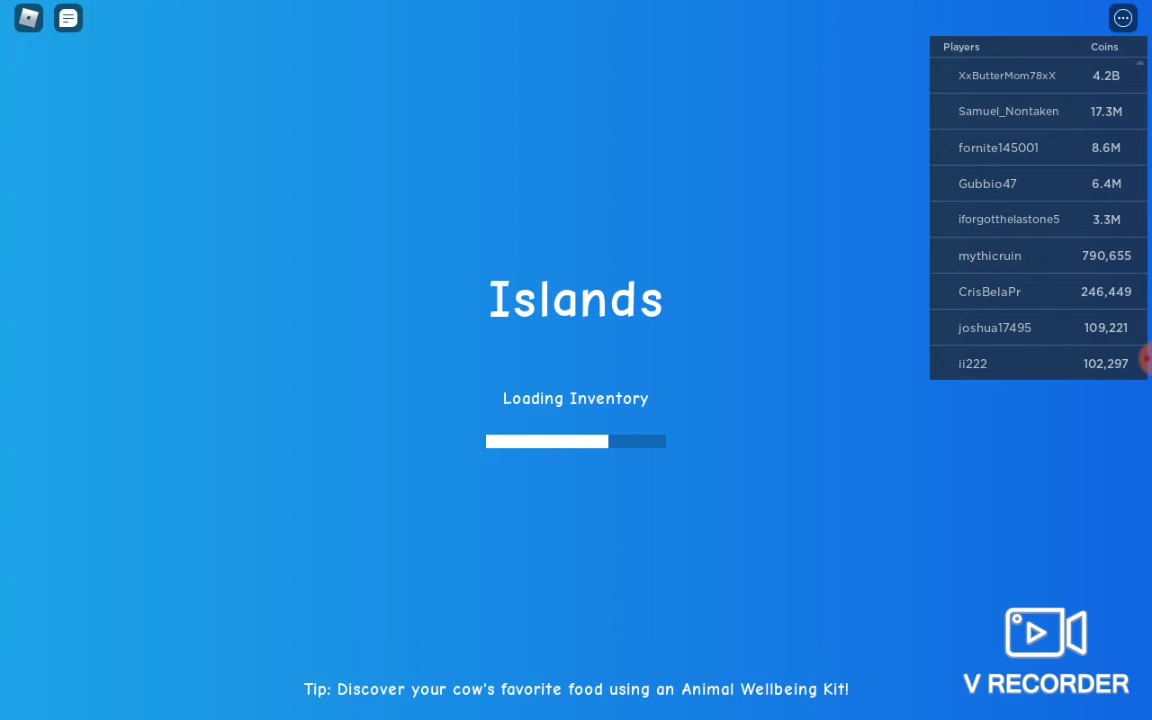 Players Coins
XxButterMom78xX 4.2B
Samuel_Nontaken 17.3M
fornite145001 8.6M
Gubbio47 6.4M
iforgotthelastone5 3.3M
mythicruin 790,655
CrisBelaPr 246,449
joshua17495 109,221
ii222 102,297
Islands
Loading Inventory
Tip: Discover your cow's favorite food using an Animal Wellbeing Kit!
V RECORDER